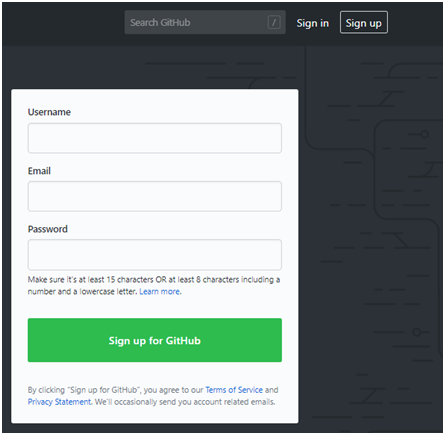 Search GitHub / Sign in Sign up
Username
Email
Password
Make sure it's at least 15 characters OR at least 8 characters including a
number and a lowercase letter. Learn more.
Sign up for GitHub
By clicking "Sign up for GitHub", you agree to our Terms of Service and
Privacy Statement. We'll occasionally send you account related emails.